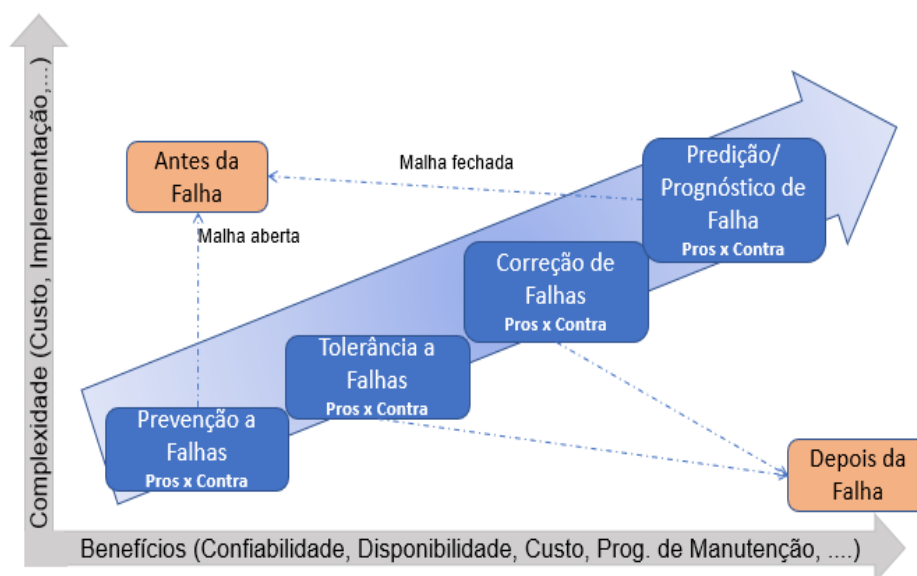 Complexidade (Custo, Implementação,...)
Antes da
Falha
Malha fechada
Predição/
Prognóstico de
Falha
Pros x Contra
Malha aberta
Correção de
Falhas
Pros x Contra
Tolerância a
Falhas
Pros x Contra
Prevenção a
Falhas
Pros x Contra
Depois da
Falha
Benefícios (Confiabilidade, Disponibilidade, Custo, Prog. de Manutenção, ....)